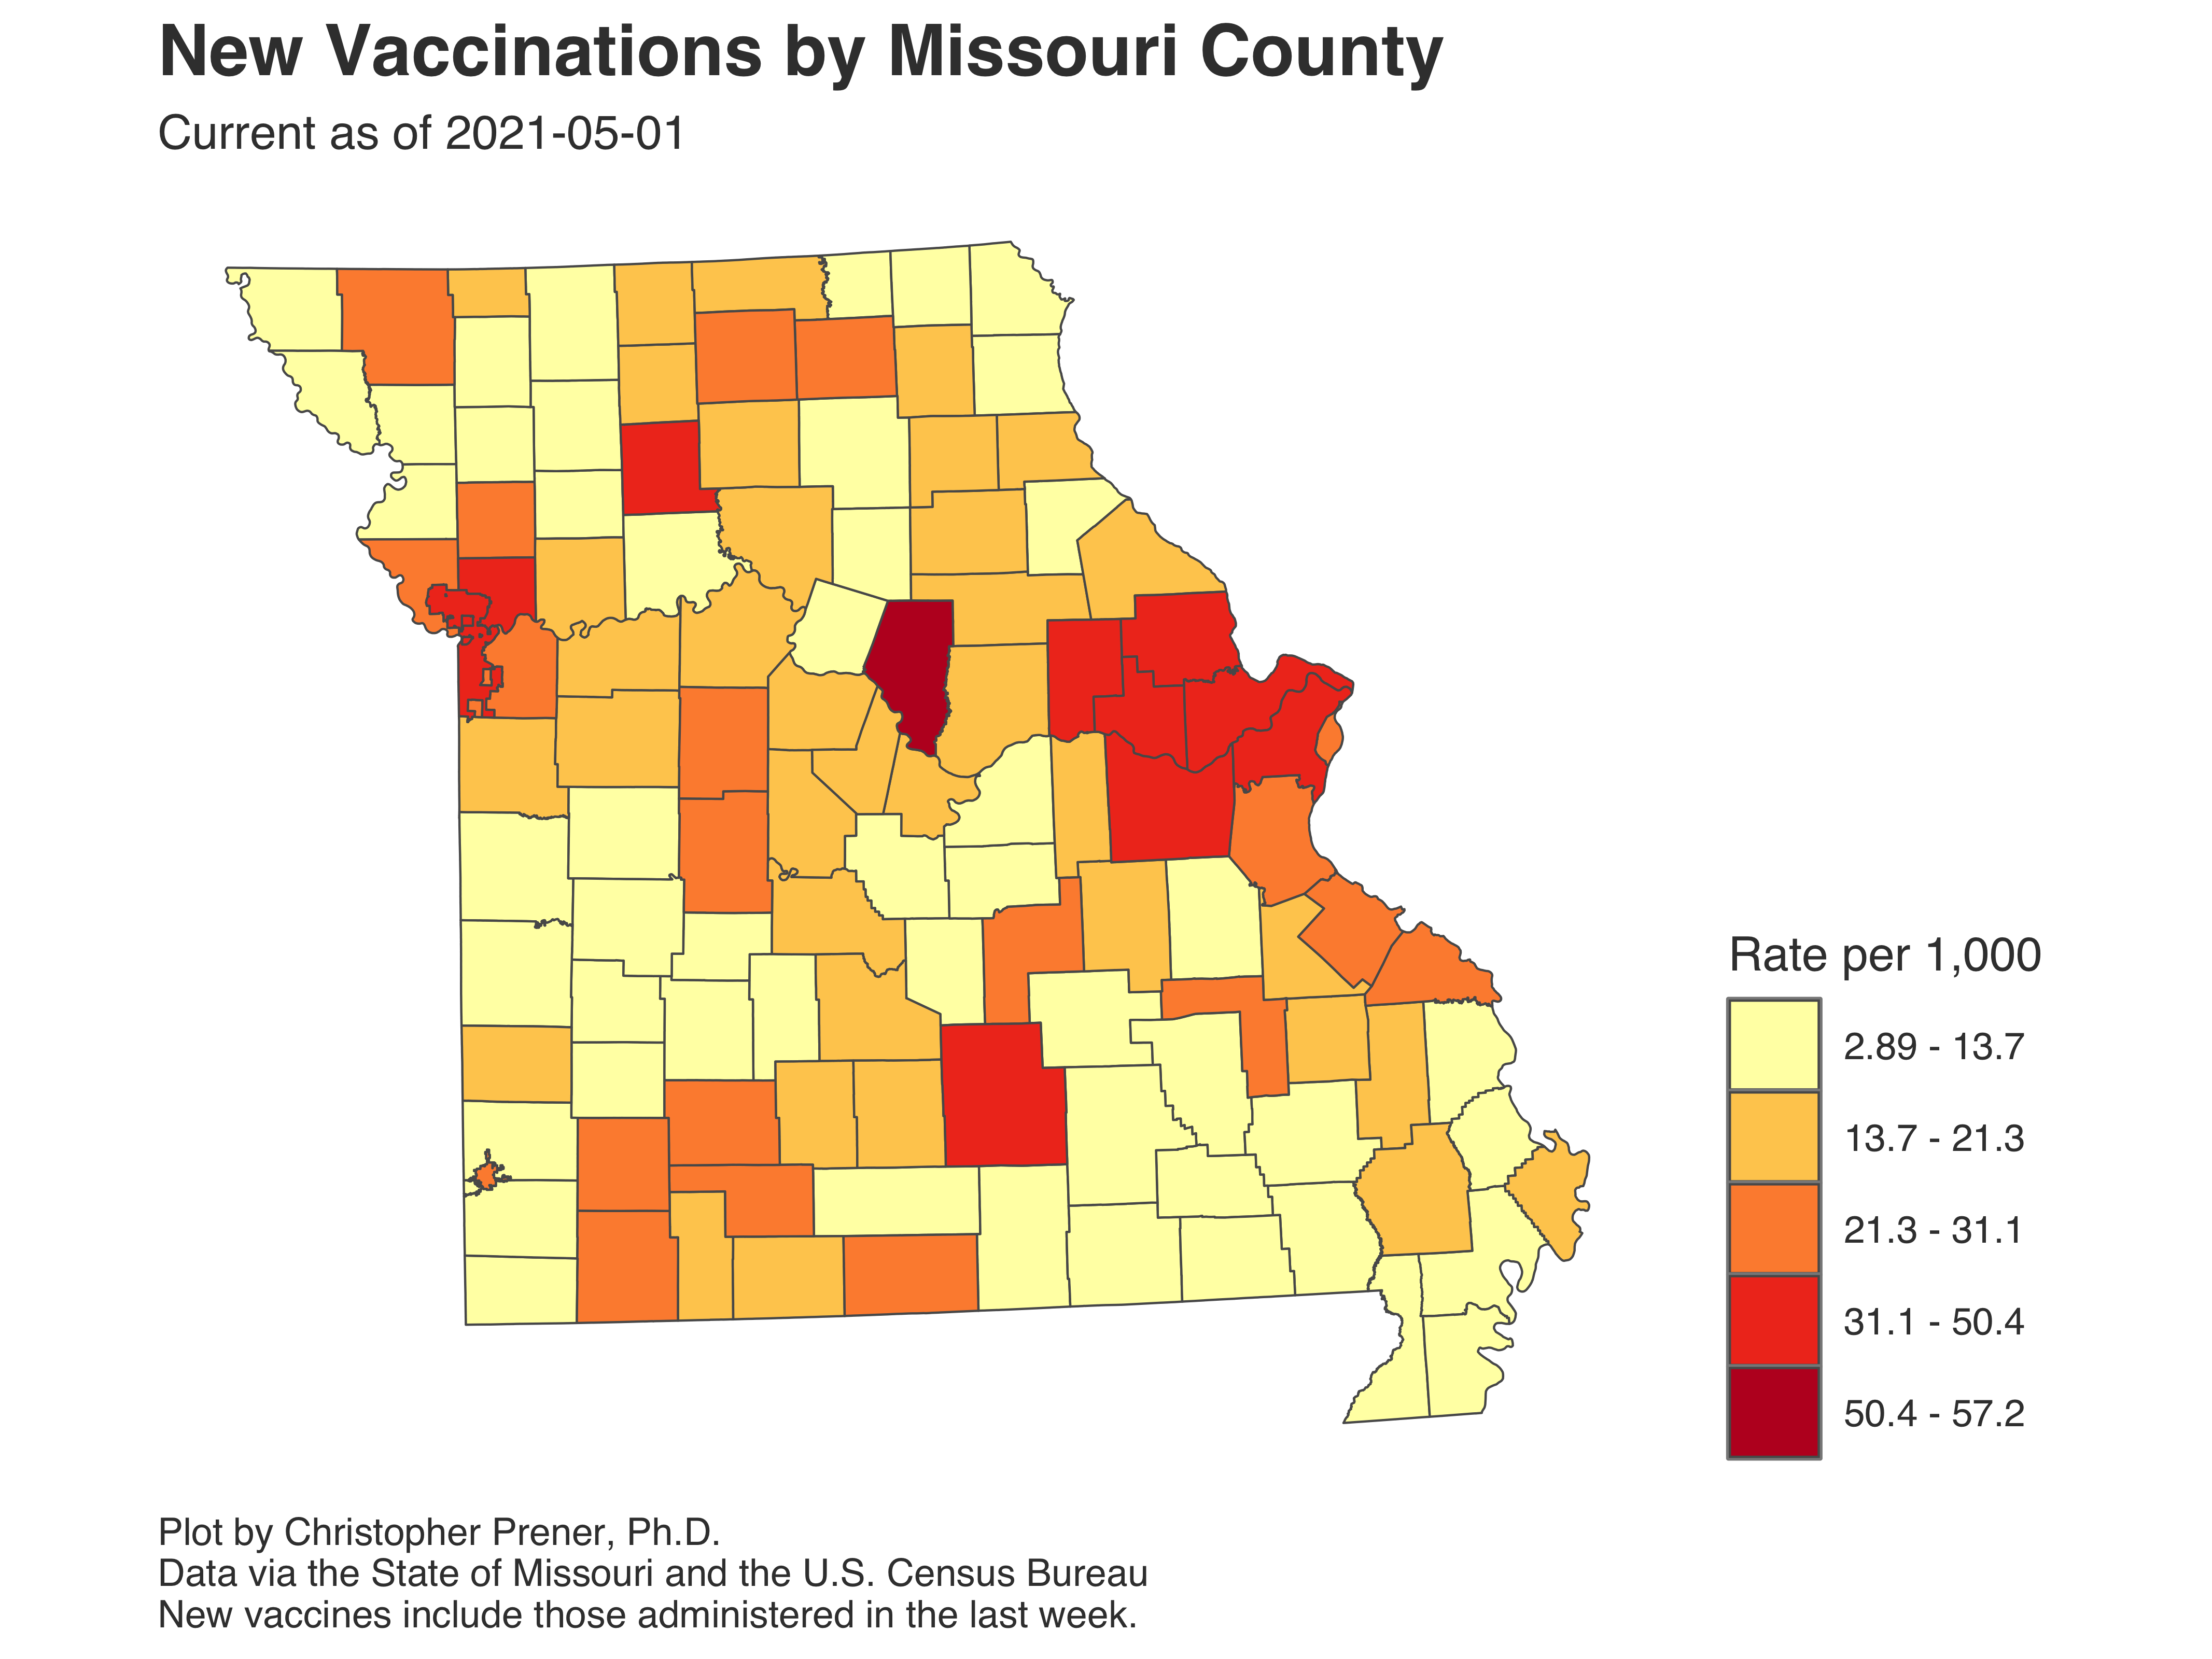 New Vaccinations by Missouri County
Current as of 2021-05-01
Rate per 1,000
2.89 - 13.7
13.7 - 21.3
21.3 - 31.1
31.1 - 50.4
50.4 - 57.2
Plot by Christopher Prener, Ph.D.
Data via the State of Missouri and the U.S. Census Bureau
New vaccines include those administered in the last week.